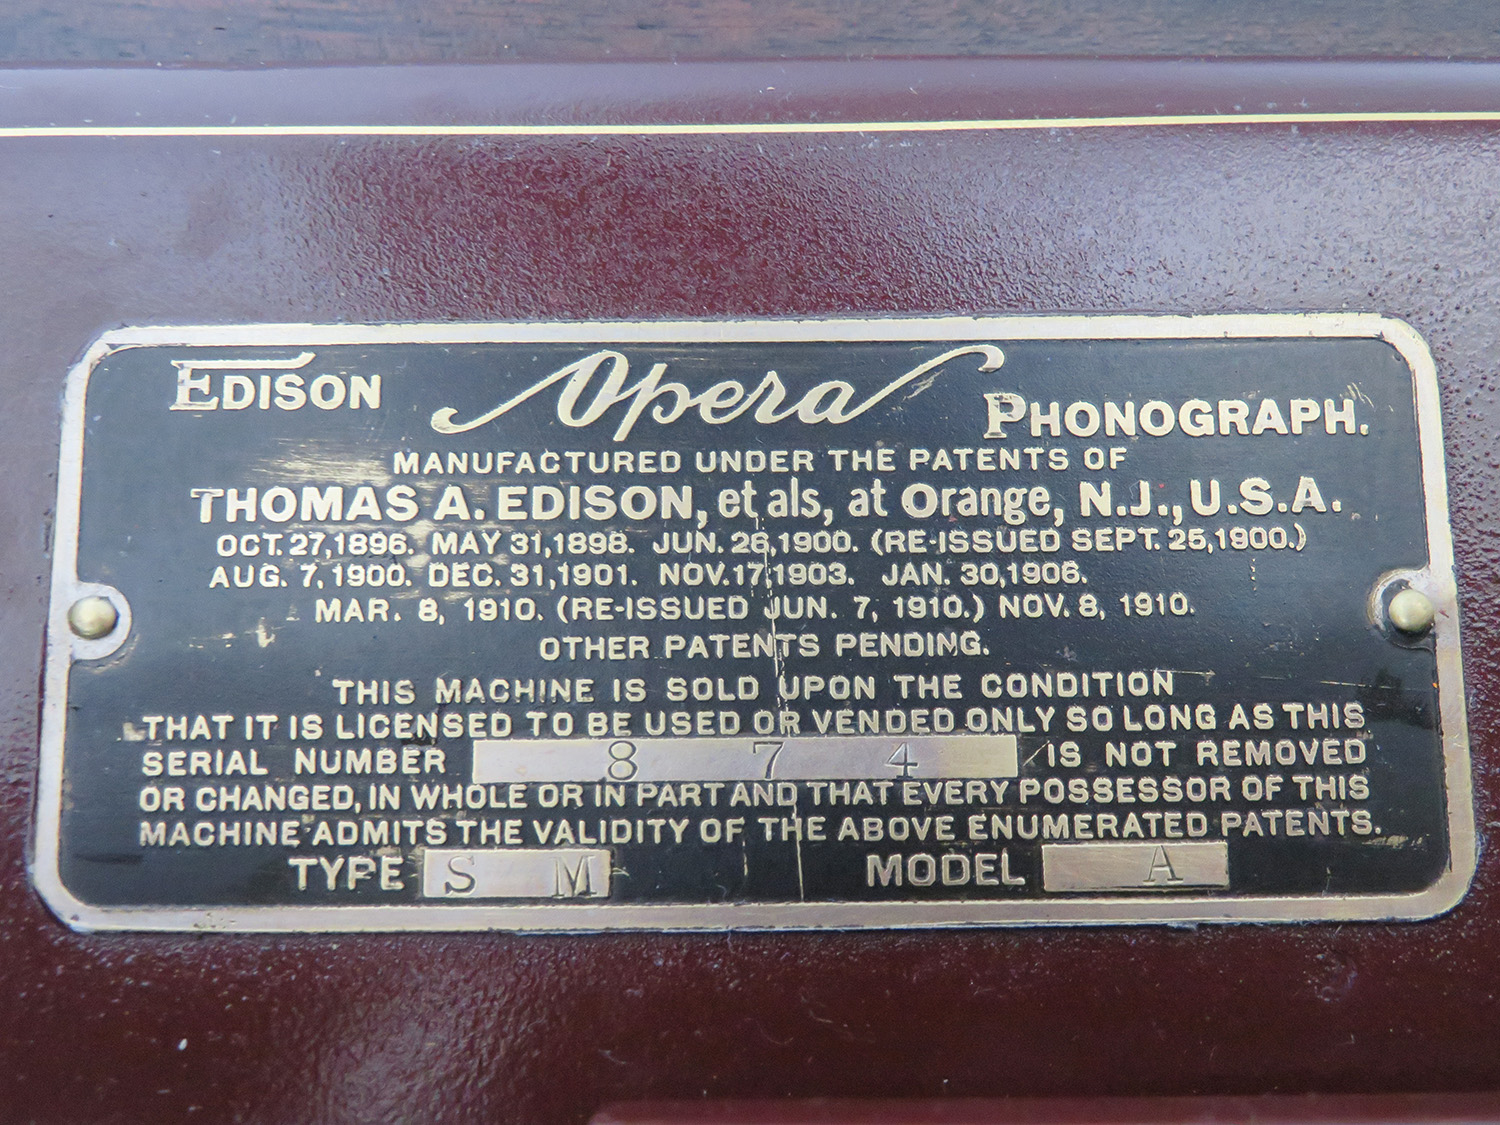 EDISON Opera PHONOGRAPH.
MANUFACTURED UNDER THE PATENTS OF
THOMAS A. EDISON, et als, at Orange, N.J., U.S.A.
OCT. 27, 1896. MAY 31, 1898. JUN. 26, 1900. (RE-ISSUED SEPT. 25, 1900.)
AUG. 7, 1900. DEC. 31, 1901. NOV. 17, 1903. JAN. 30, 1906.
MAR. 8, 1910. (RE-ISSUED JUN. 7, 1910.) NOV. 8, 1910.
OTHER PATENTS PENDING.
THIS MACHINE IS SOLD UPON THE CONDITION
THAT IT IS LICENSED TO BE USED OR VENDED ONLY SO LONG AS THIS
SERIAL NUMBER 874 IS NOT REMOVED
OR CHANGED, IN WHOLE OR IN PART AND THAT EVERY POSSESSOR OF THIS
MACHINE ADMITS THE VALIDITY OF THE ABOVE ENUMERATED PATENTS.
TYPE S M MODEL A